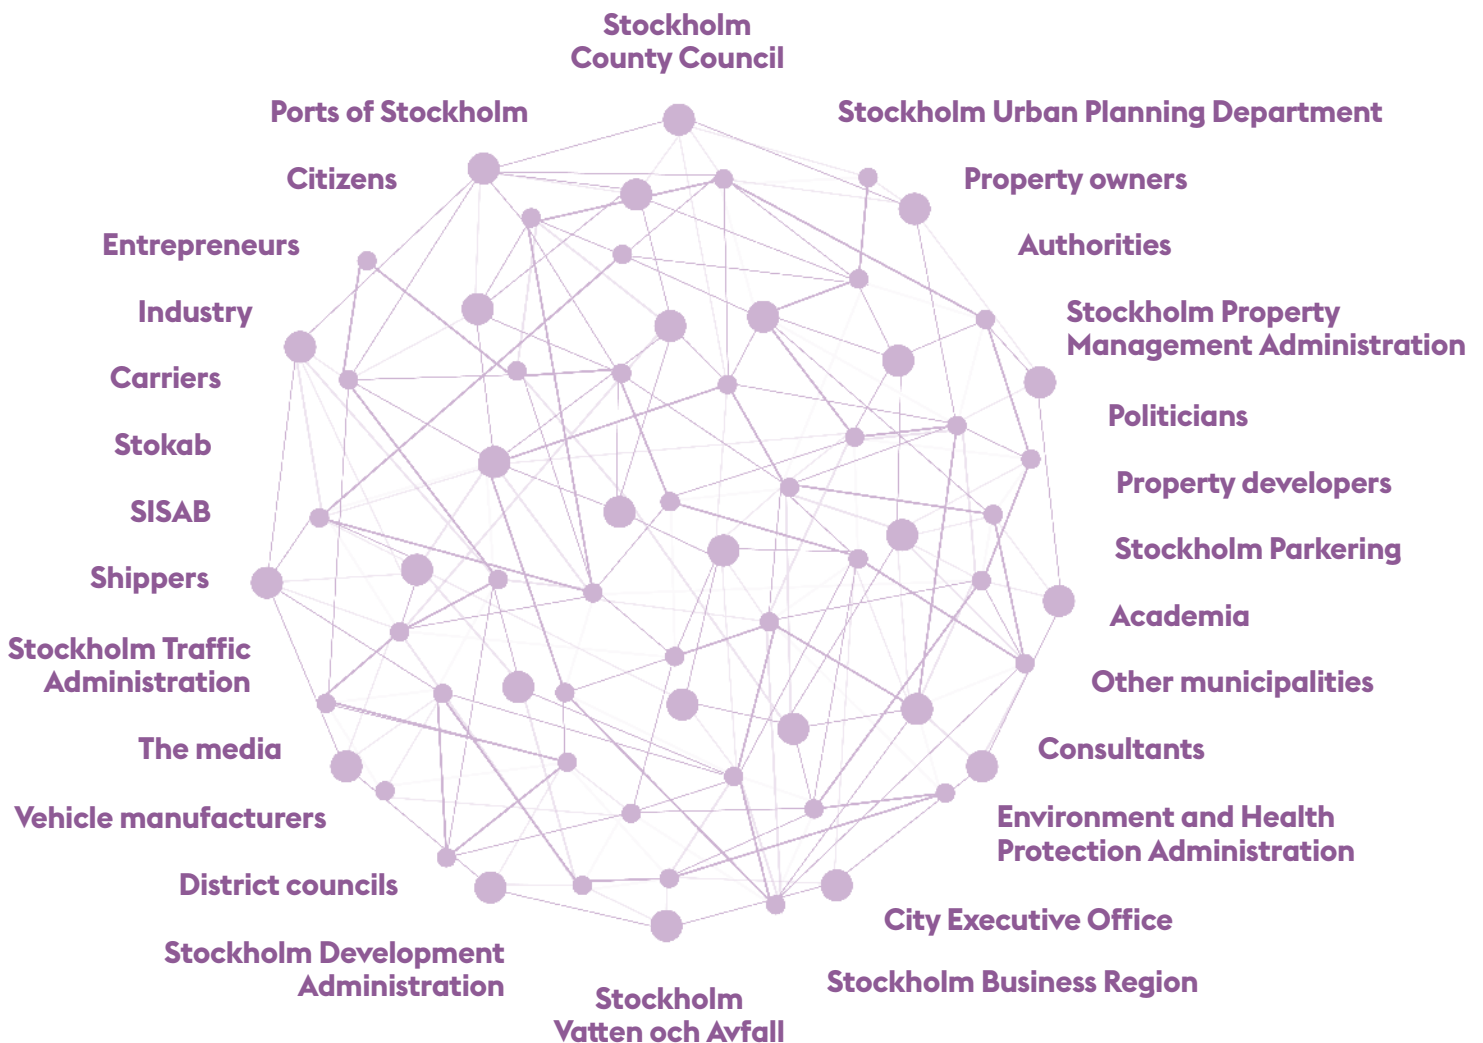 Stockholm
County Council
Ports of Stockholm
Stockholm Urban Planning Department
Citizens
Property owners
Entrepreneurs
Authorities
Industry
Stockholm Property
Management Administration
Carriers
Politicians
Stokab
Property developers
SISAB
Stockholm Parkering
Shippers
Academia
Stockholm Traffic
Administration
Other municipalities
The media
Consultants
Vehicle manufacturers
Environment and Health
Protection Administration
District councils
City Executive Office
Stockholm Development
Administration
Stockholm Business Region
Stockholm
Vatten och Avfall